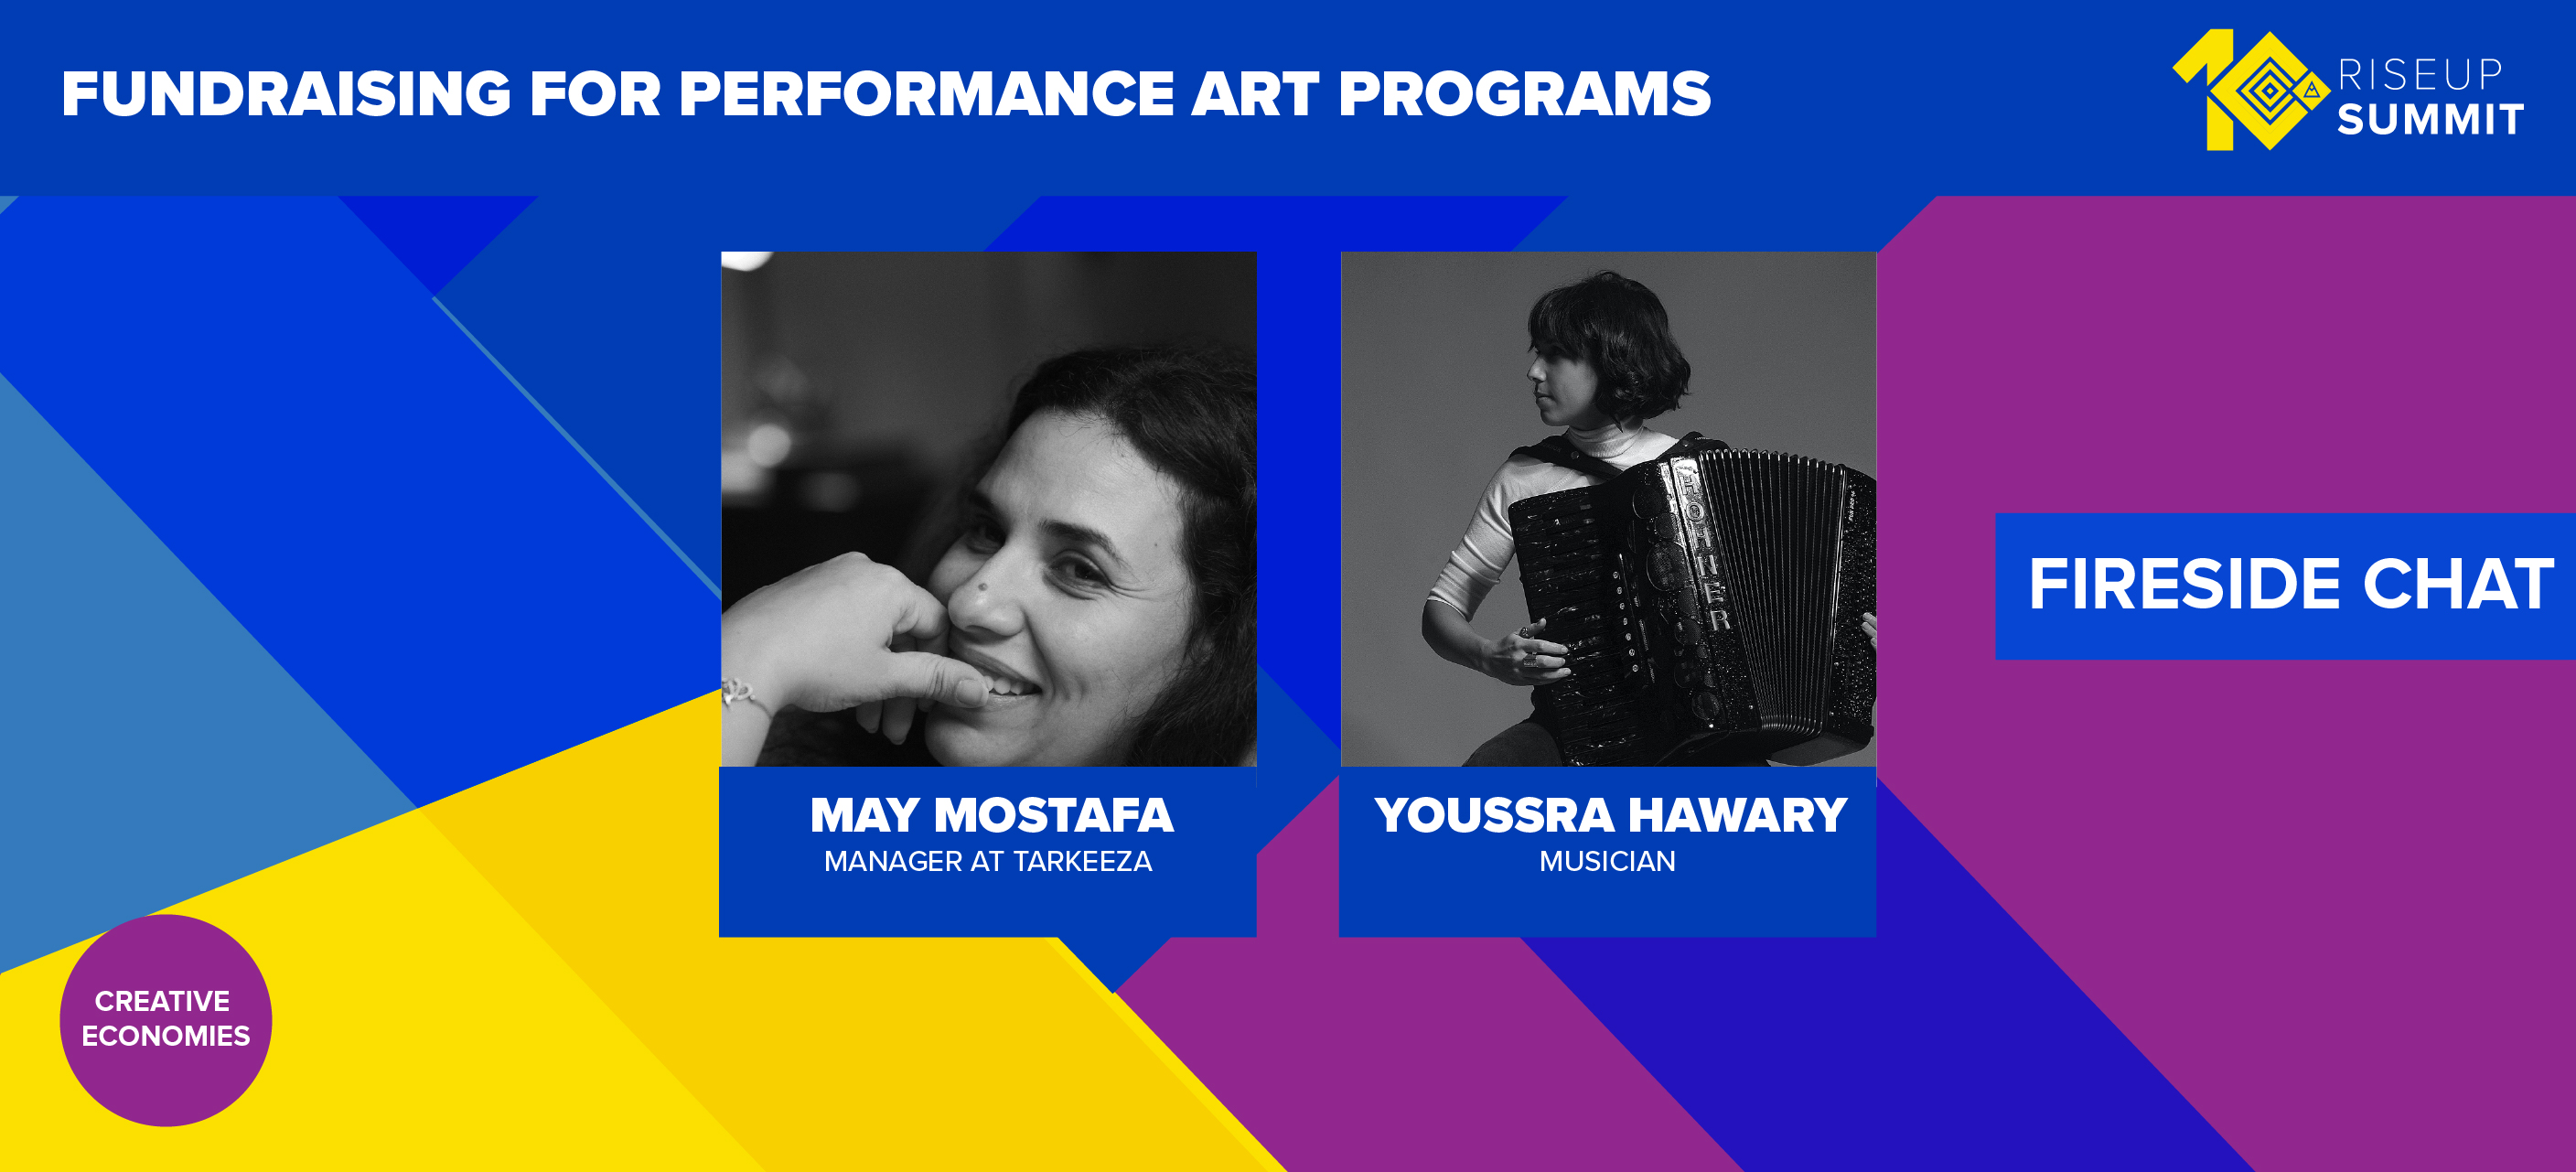 FUNDRAISING FOR PERFORMANCE ART PROGRAMS
10
RISEUP
SUMMIT
HOHNER
FIRESIDE CHAT
MAY MOSTAFA
MANAGER AT TARKEEZA
YOUSSRA HAWARY
MUSICIAN
CREATIVE
ECONOMIES